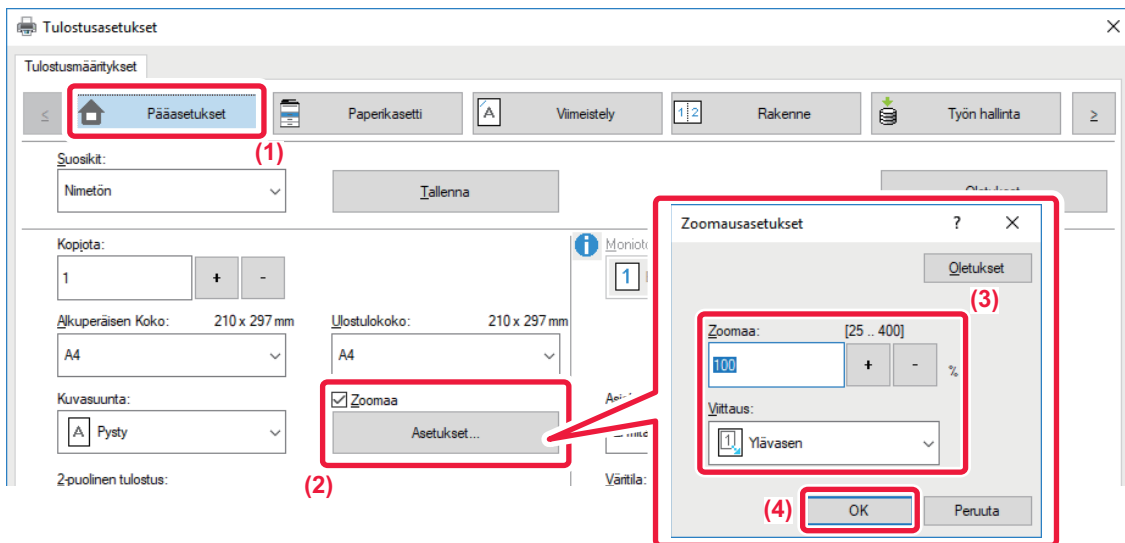 Tulostusasetukset
Tulostusmääritykset
< Pääasetukset Paperikasetti Viimeistely Rakenne Työn hallinta >
(1)
Suosikit:
Nimetön Tallenna
Kopjota:
1 + -
Alkuperäisen Koko: 210 x 297 mm Ulostulokoko: 210 x 297 mm
A4 A4
Kuvasuunta: Zoomaa
Pysty Asetukset...
2-puolinen tulostus: (2) Väritila:
Zoomausasetukset ? ×
Oletukset
(3)
Zoomaa: [25 .. 400]
100 + - %
Viittaus:
1 Ylävasen
(4) OK Peruuta